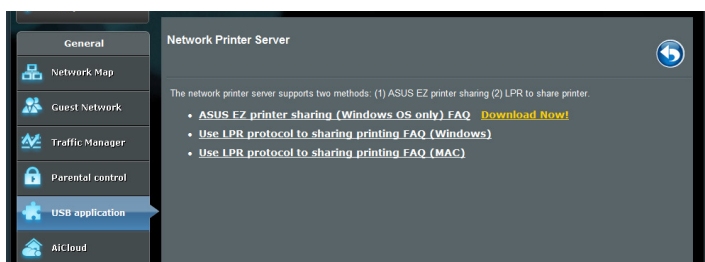 General
Network Map
Guest Network
Traffic Manager
Parental control
USB application
AiCloud
Network Printer Server
The network printer server supports two methods: (1) ASUS EZ printer sharing (2) LPR to share printer.
ASUS EZ printer sharing (Windows OS only) FAQ Download Now!
Use LPR protocol to sharing printing FAQ (Windows)
Use LPR protocol to sharing printing FAQ (MAC)